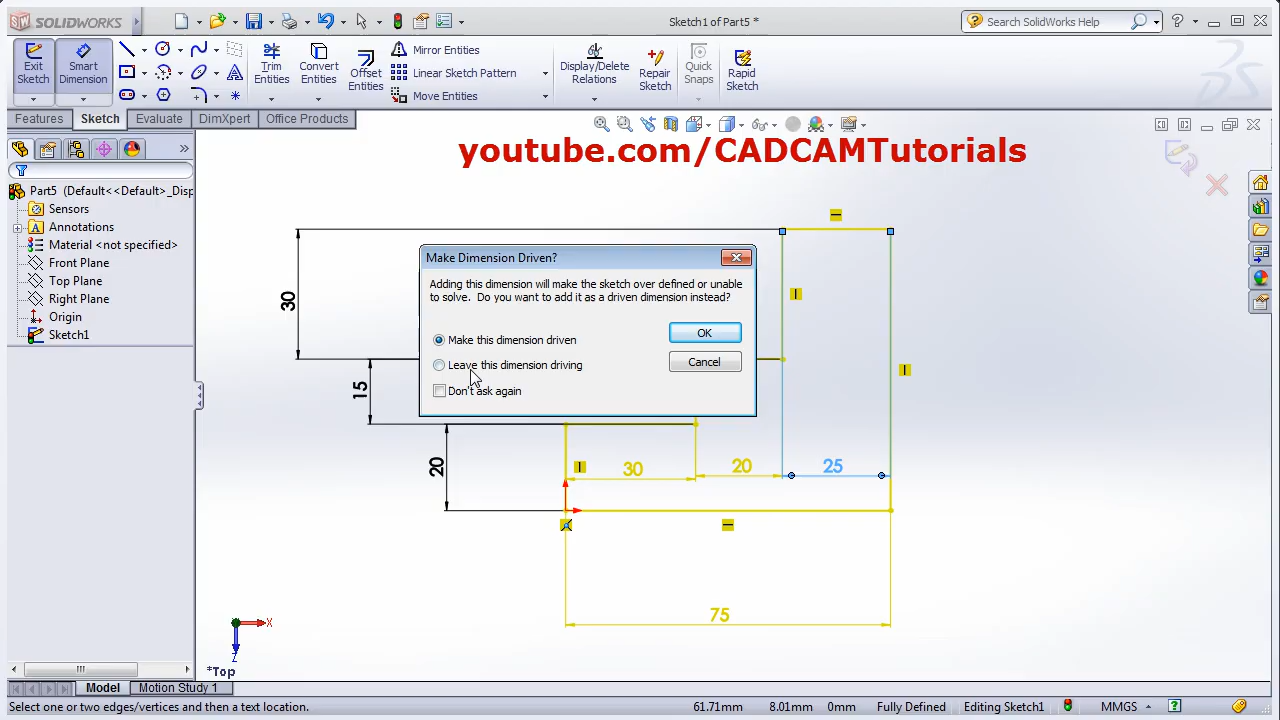 SOLIDWORKS
Sketch1 of Part5 *
Search SolidWorks Help
Exit Sketch
Smart Dimension
Trim Entities
Convert Entities
Offset Entities
Mirror Entities
Linear Sketch Pattern
Move Entities
Display/Delete Relations
Repair Sketch
Quick Snaps
Rapid Sketch
Features
Sketch
Evaluate
DimXpert
Office Products
youtube.com/CADCAMTutorials
Part5 (Default<<Default>_Disp
Sensors
Annotations
Material <not specified>
Front Plane
Top Plane
Right Plane
Origin
Sketch1
Make Dimension Driven?
Adding this dimension will make the sketch over defined or unable
to solve. Do you want to add it as a driven dimension instead?
Make this dimension driven
Leave this dimension driving
Don't ask again
OK
Cancel
30
15
20
30
20
25
75
X
Z
*Top
Model
Motion Study 1
Select one or two edges/vertices and then a text location.
61.71mm
8.01mm
0mm
Fully Defined
Editing Sketch1
MMGS